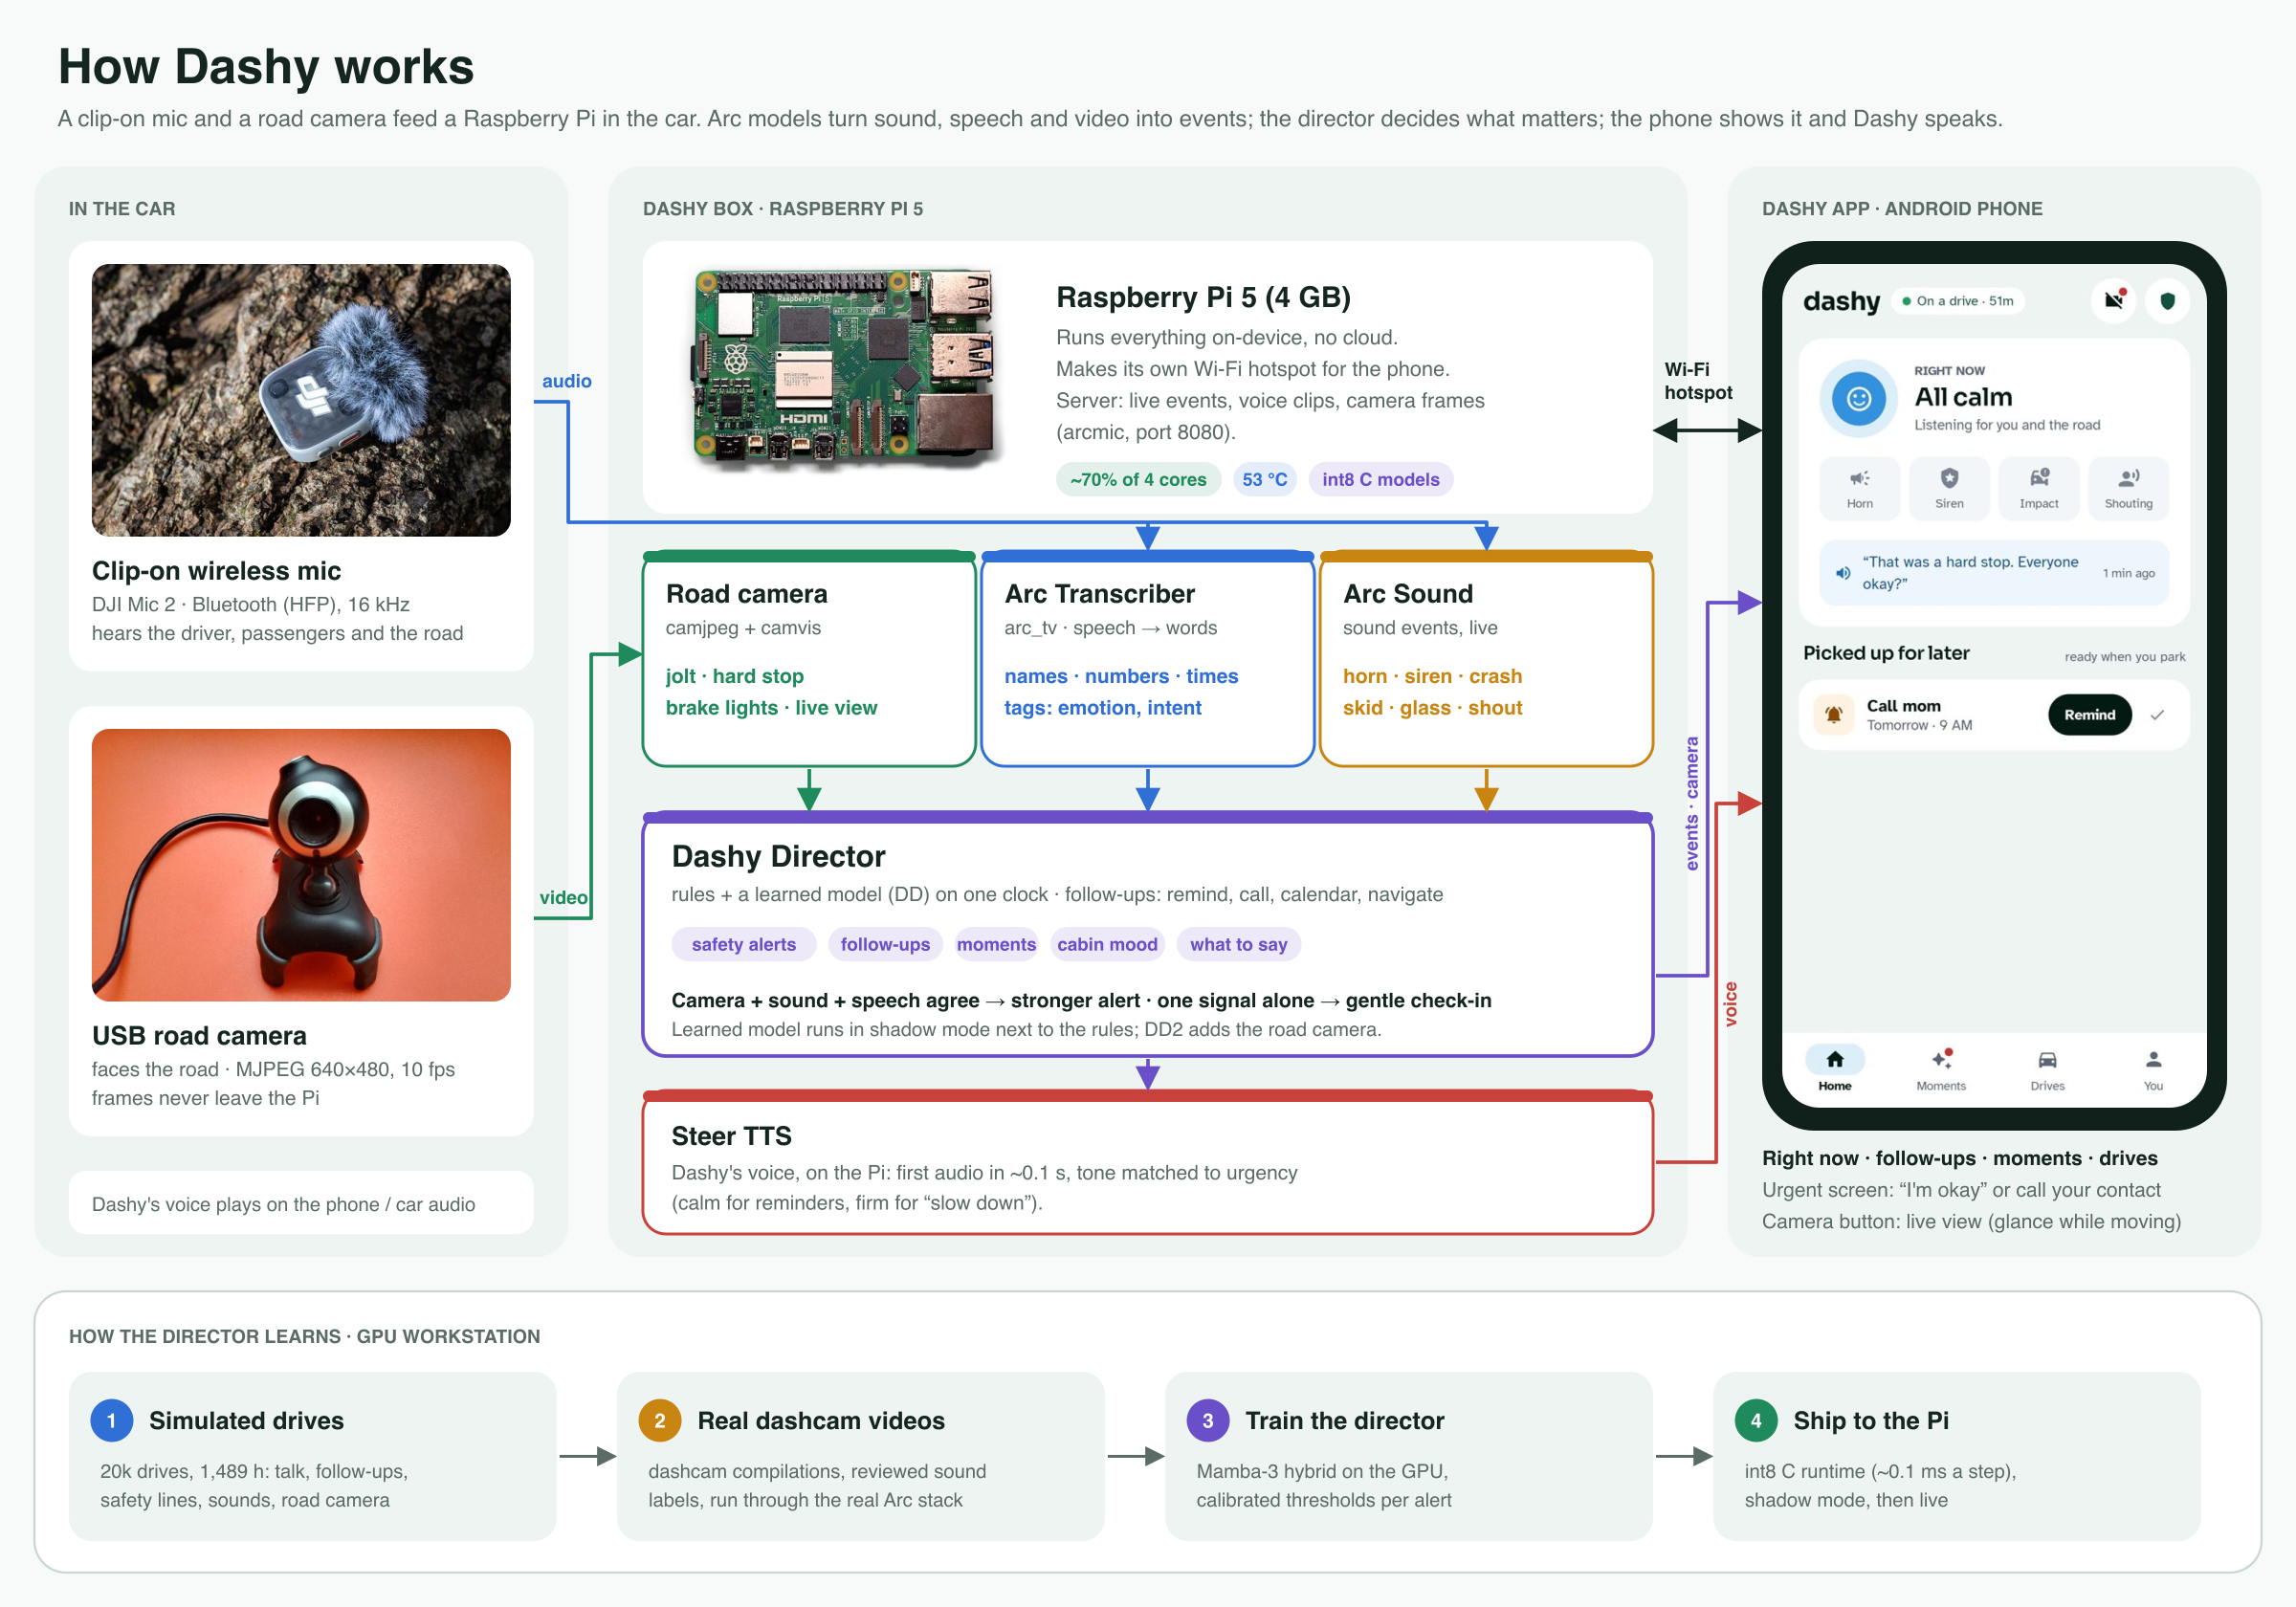 How Dashy works
A clip-on mic and a road camera feed a Raspberry Pi in the car. Arc models turn sound, speech and video into events; the director decides what matters; the phone shows it and Dashy speaks.
IN THE CAR
Clip-on wireless mic
DJI Mic 2 · Bluetooth (HFP), 16 kHz
hears the driver, passengers and the road
USB road camera
faces the road · MJPEG 640×480, 10 fps
frames never leave the Pi
Dashy's voice plays on the phone / car audio
audio
video
DASHY BOX · RASPBERRY PI 5
Raspberry Pi 5
HDMI
Raspberry Pi 5 (4 GB)
Runs everything on-device, no cloud.
Makes its own Wi-Fi hotspot for the phone.
Server: live events, voice clips, camera frames
(arcmic, port 8080).
~70% of 4 cores
53 °C
int8 C models
Road camera
camjpeg + camvis
jolt · hard stop
brake lights · live view
Arc Transcriber
arc_tv · speech → words
names · numbers · times
tags: emotion, intent
Arc Sound
sound events, live
horn · siren · crash
skid · glass · shout
Dashy Director
rules + a learned model (DD) on one clock · follow-ups: remind, call, calendar, navigate
safety alerts
follow-ups
moments
cabin mood
what to say
Camera + sound + speech agree → stronger alert · one signal alone → gentle check-in
Learned model runs in shadow mode next to the rules; DD2 adds the road camera.
Steer TTS
Dashy's voice, on the Pi: first audio in ~0.1 s, tone matched to urgency
(calm for reminders, firm for “slow down”).
Wi-Fi
hotspot
events · camera
voice
DASHY APP · ANDROID PHONE
dashy
On a drive · 51m
RIGHT NOW
All calm
Listening for you and the road
Horn
Siren
Impact
Shouting
“That was a hard stop. Everyone
okay?”
1 min ago
Picked up for later
ready when you park
Call mom
Tomorrow · 9 AM
Remind
Home
Moments
Drives
You
Right now · follow-ups · moments · drives
Urgent screen: “I'm okay” or call your contact
Camera button: live view (glance while moving)
HOW THE DIRECTOR LEARNS · GPU WORKSTATION
1
Simulated drives
20k drives, 1,489 h: talk, follow-ups,
safety lines, sounds, road camera
2
Real dashcam videos
dashcam compilations, reviewed sound
labels, run through the real Arc stack
3
Train the director
Mamba-3 hybrid on the GPU,
calibrated thresholds per alert
4
Ship to the Pi
int8 C runtime (~0.1 ms a step),
shadow mode, then live